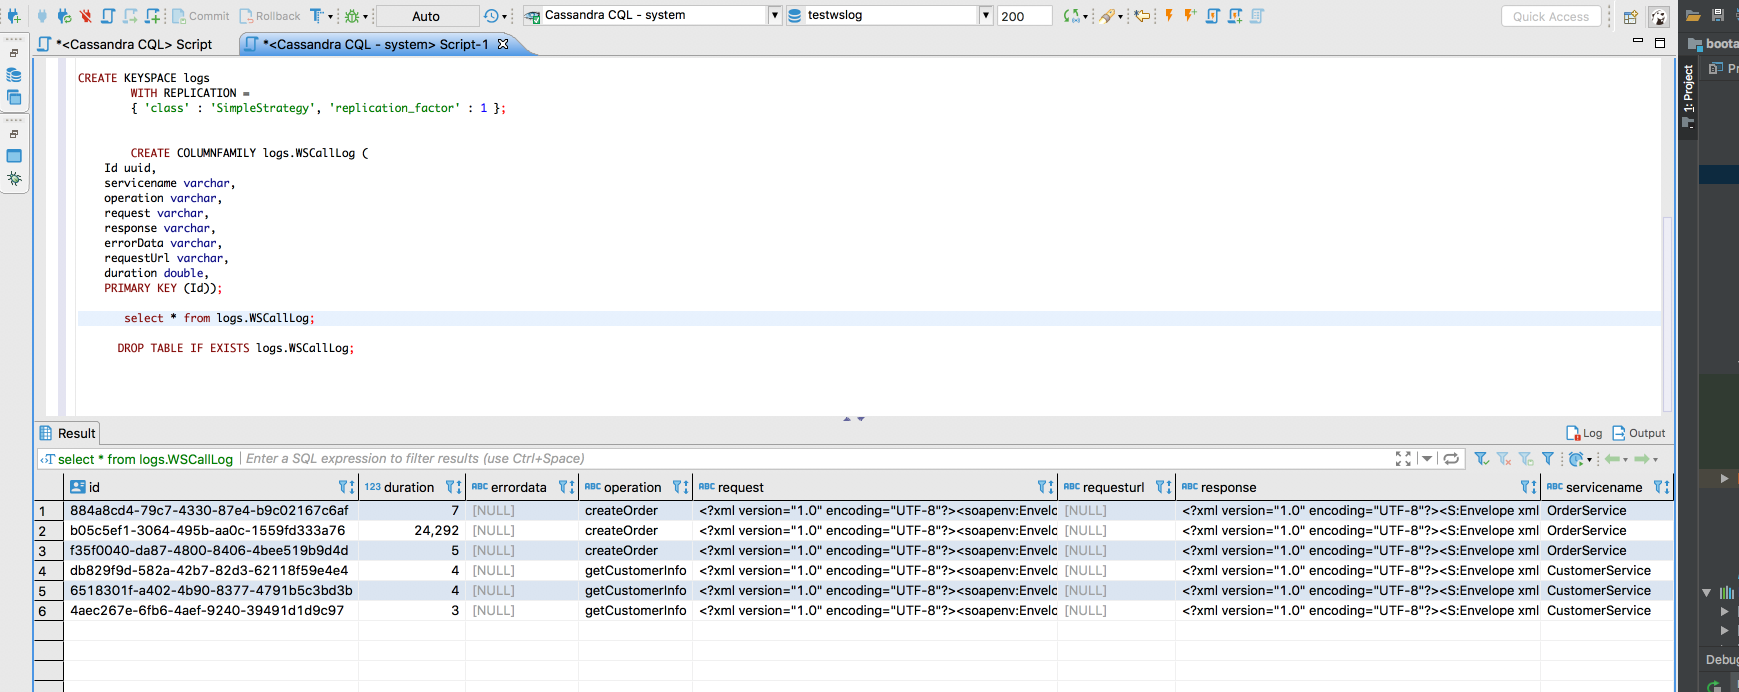 Commit
Rollback
Auto
Cassandra CQL - system
testwslog
200
Quick Access
*<Cassandra CQL> Script
*<Cassandra CQL - system> Script-1
boota
1: Project
CREATE KEYSPACE logs
WITH REPLICATION =
{ 'class' : 'SimpleStrategy', 'replication_factor' : 1 };
CREATE COLUMNFAMILY logs.WSCallLog (
Id uuid,
servicename varchar,
operation varchar,
request varchar,
response varchar,
errorData varchar,
requestUrl varchar,
duration double,
PRIMARY KEY (Id));
select * from logs.WSCallLog;
DROP TABLE IF EXISTS logs.WSCallLog;
Result
Log
Output
select * from logs.WSCallLog
Enter a SQL expression to filter results (use Ctrl+Space)
id 123 duration ABC errordata ABC operation ABC request ABC requesturl ABC response ABC servicename
1 884a8cd4-79c7-4330-87e4-b9c02167c6af 7 [NULL] createOrder <?xml version="1.0" encoding="UTF-8"?><soapenv:Envelc [NULL] <?xml version="1.0" encoding="UTF-8"?><S:Envelope xml OrderService
2 b05c5ef1-3064-495b-aa0c-1559fd333a76 24,292 [NULL] createOrder <?xml version="1.0" encoding="UTF-8"?><soapenv:Envelc [NULL] <?xml version="1.0" encoding="UTF-8"?><S:Envelope xml OrderService
3 f35f0040-da87-4800-8406-4bee519b9d4d 5 [NULL] createOrder <?xml version="1.0" encoding="UTF-8"?><soapenv:Envelc [NULL] <?xml version="1.0" encoding="UTF-8"?><S:Envelope xml OrderService
4 db829f9d-582a-42b7-82d3-62118f59e4e4 4 [NULL] getCustomerInfo <?xml version="1.0" encoding="UTF-8"?><soapenv:Envelc [NULL] <?xml version="1.0" encoding="UTF-8"?><S:Envelope xml CustomerService
5 6518301f-a402-4b90-8377-4791b5c3bd3b 4 [NULL] getCustomerInfo <?xml version="1.0" encoding="UTF-8"?><soapenv:Envelc [NULL] <?xml version="1.0" encoding="UTF-8"?><S:Envelope xml CustomerService
6 4aec267e-6fb6-4aef-9240-39491d1d9c97 3 [NULL] getCustomerInfo <?xml version="1.0" encoding="UTF-8"?><soapenv:Envelc [NULL] <?xml version="1.0" encoding="UTF-8"?><S:Envelope xml CustomerService
Debug